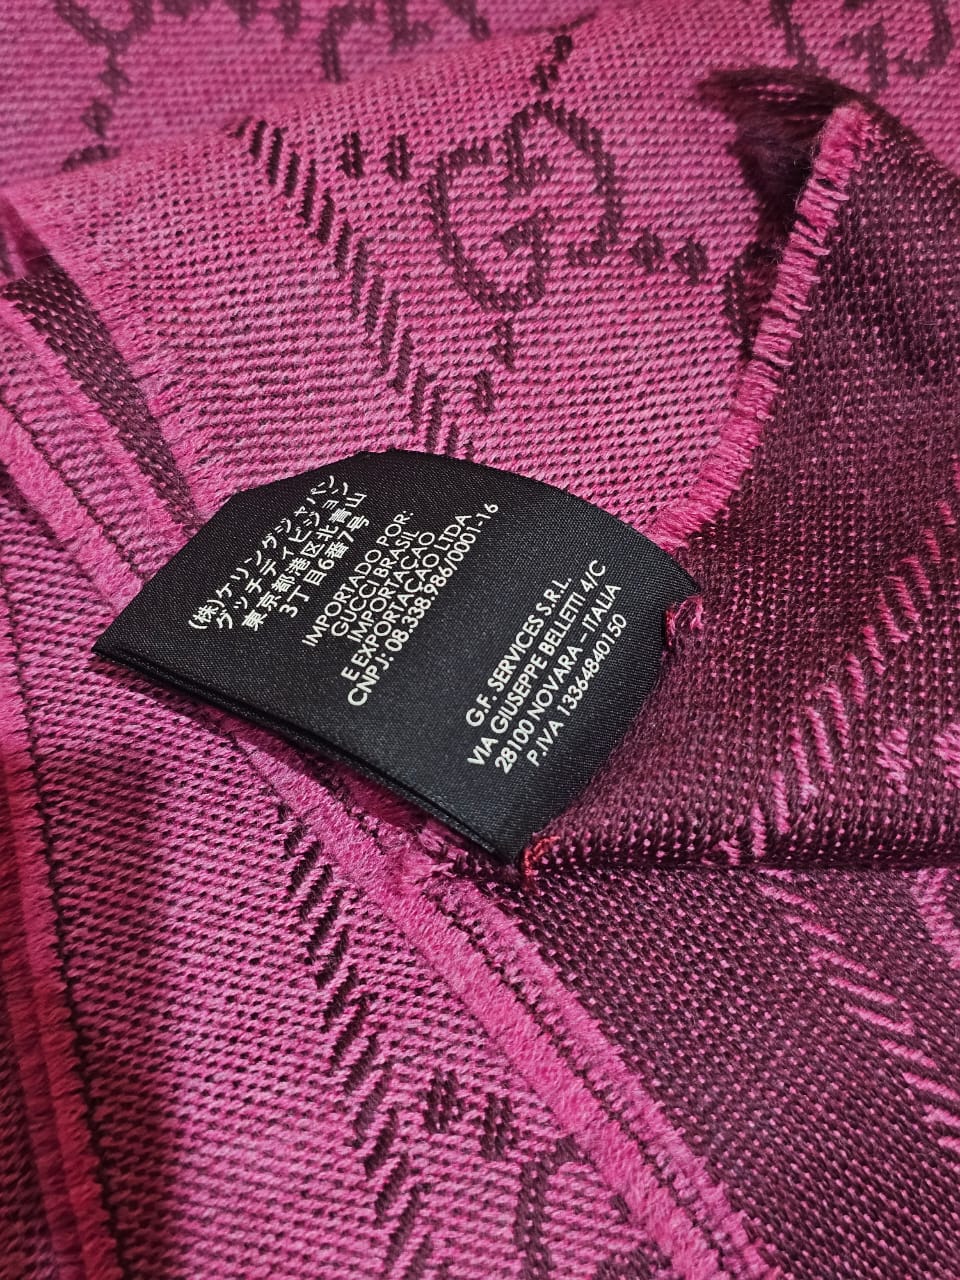 (株)ケリングジャパン
グッチディビジョン
東京都港区北青山
3丁目6番7号
IMPORTADO POR:
GUCCI BRASIL
IMPORTAÇAO
E EXPORTAÇAO LTDA
CNPJ: 08.338.986/0001-16
G.F. SERVICES S.R.L.
VIA GIUSEPPE BELLETTI 4/C
28100 NOVARA – ITALIA
P.IVA 13364840150